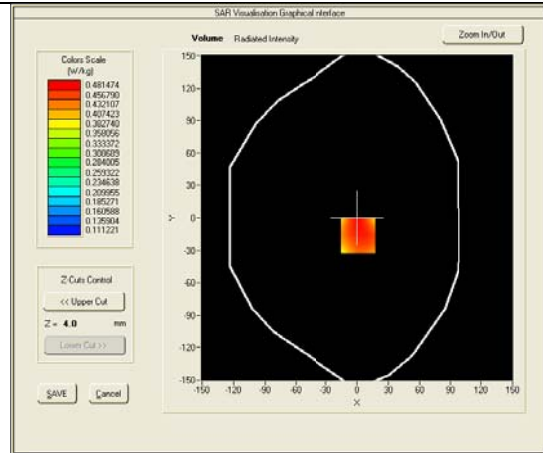 SAR Visualisation Graphical Interface
Volume Radiated Intensity
Zoom In/Out
Colors Scale
(W/kg)
0.481474
0.456790
0.432107
0.407423
0.382740
0.358056
0.333372
0.308689
0.284005
0.259322
0.234638
0.209955
0.185271
0.160588
0.135904
0.111221
Z-Cuts Control
<< Upper Cut
Z = 4.0 mm
Lower Cut >>
SAVE Cancel
150
120
90
60
30
0
-30
-60
-90
-120
-150
Y
-150 -120 -90 -60 -30 0 30 60 90 120 150
X